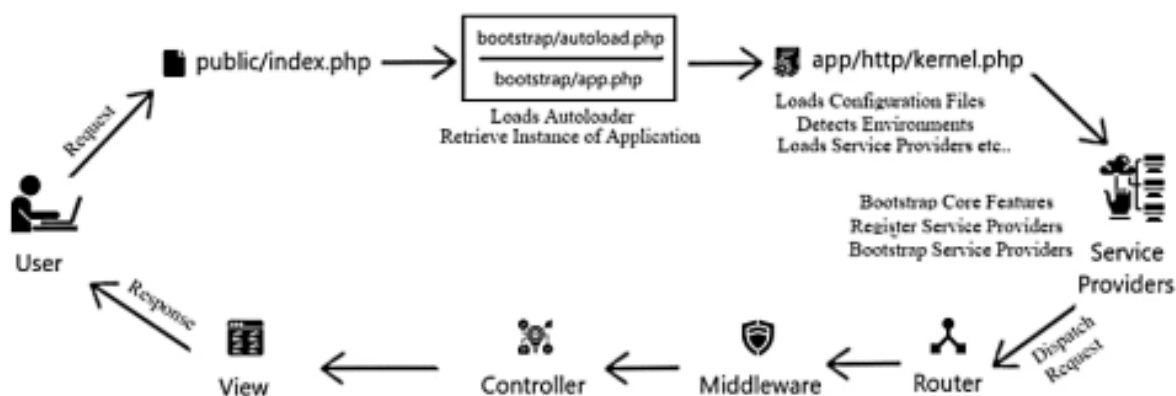 Request
public/index.php
bootstrap/autoload.php
bootstrap/app.php
Loads Autoloader
Retrieve Instance of Application
app/http/kernel.php
Loads Configuration Files
Detects Environments
Loads Service Providers etc..
Bootstrap Core Features
Register Service Providers
Bootstrap Service Providers
Service
Providers
Dispatch
Request
Router
Middleware
Controller
View
Response
User